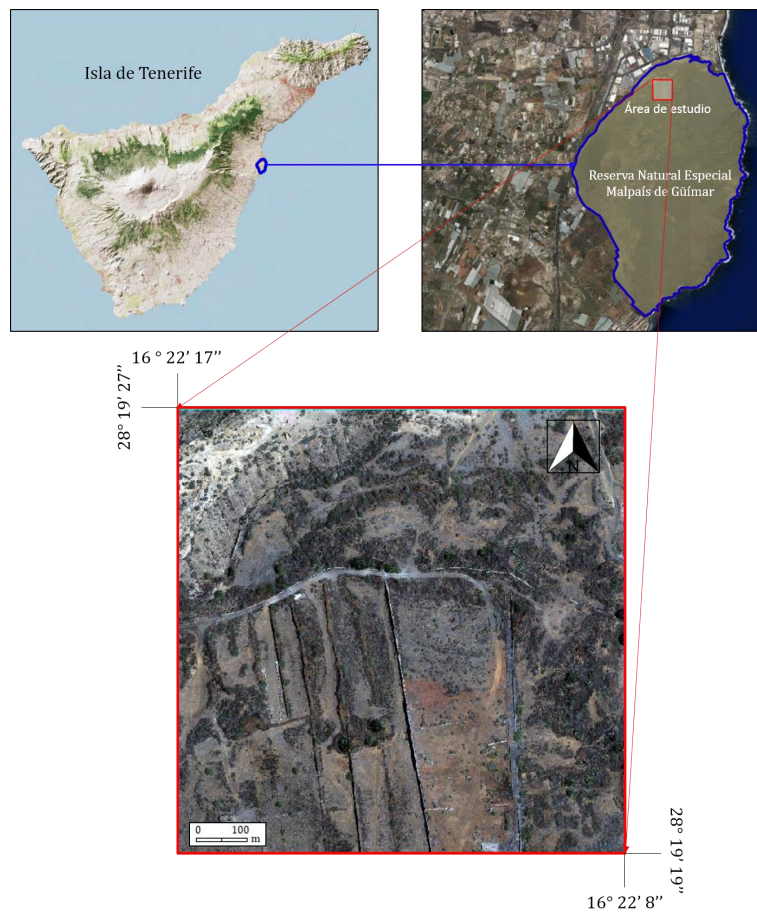 Isla de Tenerife
Área de estudio
Reserva Natural Especial
Malpaís de Güímar
16 ° 22’ 17’’
28° 19’ 27’’
N
0 100
m
28° 19’ 19’’
16° 22’ 8’’